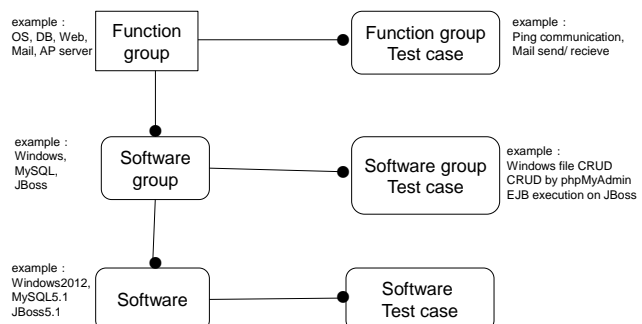 example：
OS, DB, Web,
Mail, AP server
Function
group
Function group
Test case
example：
Ping communication,
Mail send/ recieve
example：
Windows,
MySQL,
JBoss
Software
group
Software group
Test case
example：
Windows file CRUD
CRUD by phpMyAdmin
EJB execution on JBoss
example：
Windows2012,
MySQL5.1
JBoss5.1
Software
Software
Test case